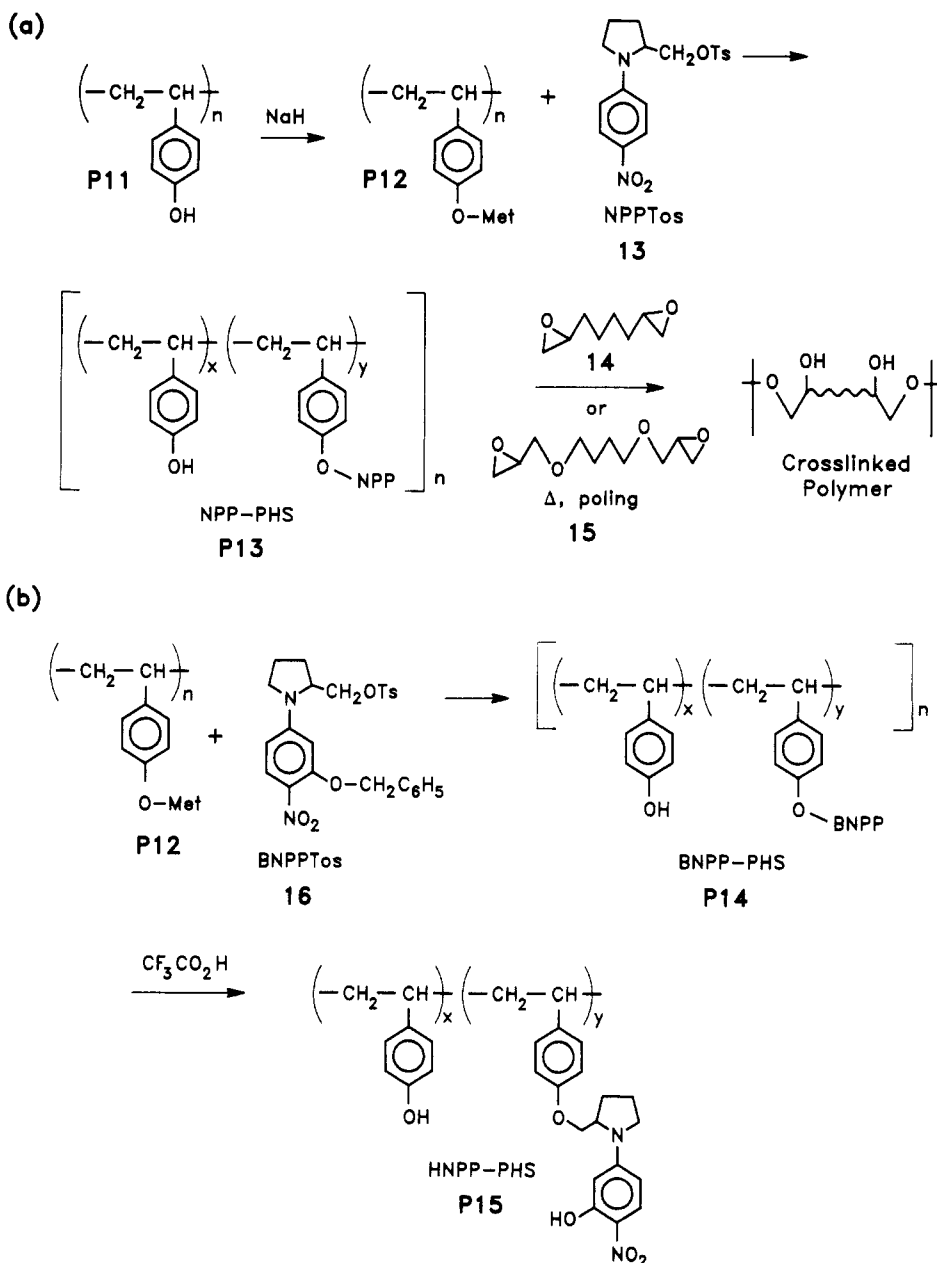 (a)
(—CH₂—CH—)n
P11
OH
NaH
(—CH₂—CH—)n
P12
O—Met
+
N
CH₂OTs
NO₂
NPPTos
13
[(—CH₂—CH—)x(—CH₂—CH—)y]n
OH
O
NPP
NPP–PHS
P13
O
O
14
or
O
O
O
O
Δ, poling
15
OH
OH
O
O
Crosslinked
Polymer
(b)
(—CH₂—CH—)n
O—Met
P12
+
N
CH₂OTs
O—CH₂C₆H₅
NO₂
BNPPTos
16
[(—CH₂—CH—)x(—CH₂—CH—)y]n
OH
O
BNPP
BNPP–PHS
P14
CF₃CO₂H
(—CH₂—CH—)x(—CH₂—CH—)y
OH
O
N
HNPP–PHS
P15
HO
NO₂